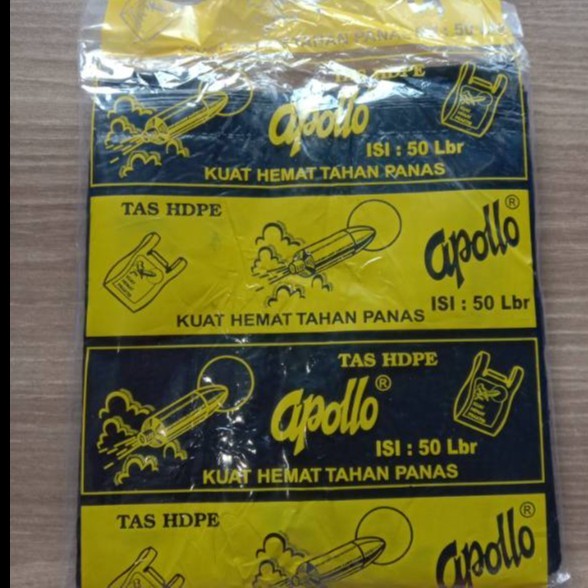 TAHAN PANAS
TAS HDPE
apollo
ISI : 50 Lbr
KUAT HEMAT TAHAN PANAS
TAS HDPE
apollo®
ISI : 50 Lbr
KUAT HEMAT TAHAN PANAS
TAS HDPE
apollo®
ISI : 50 Lbr
KUAT HEMAT TAHAN PANAS
TAS HDPE
apollo®